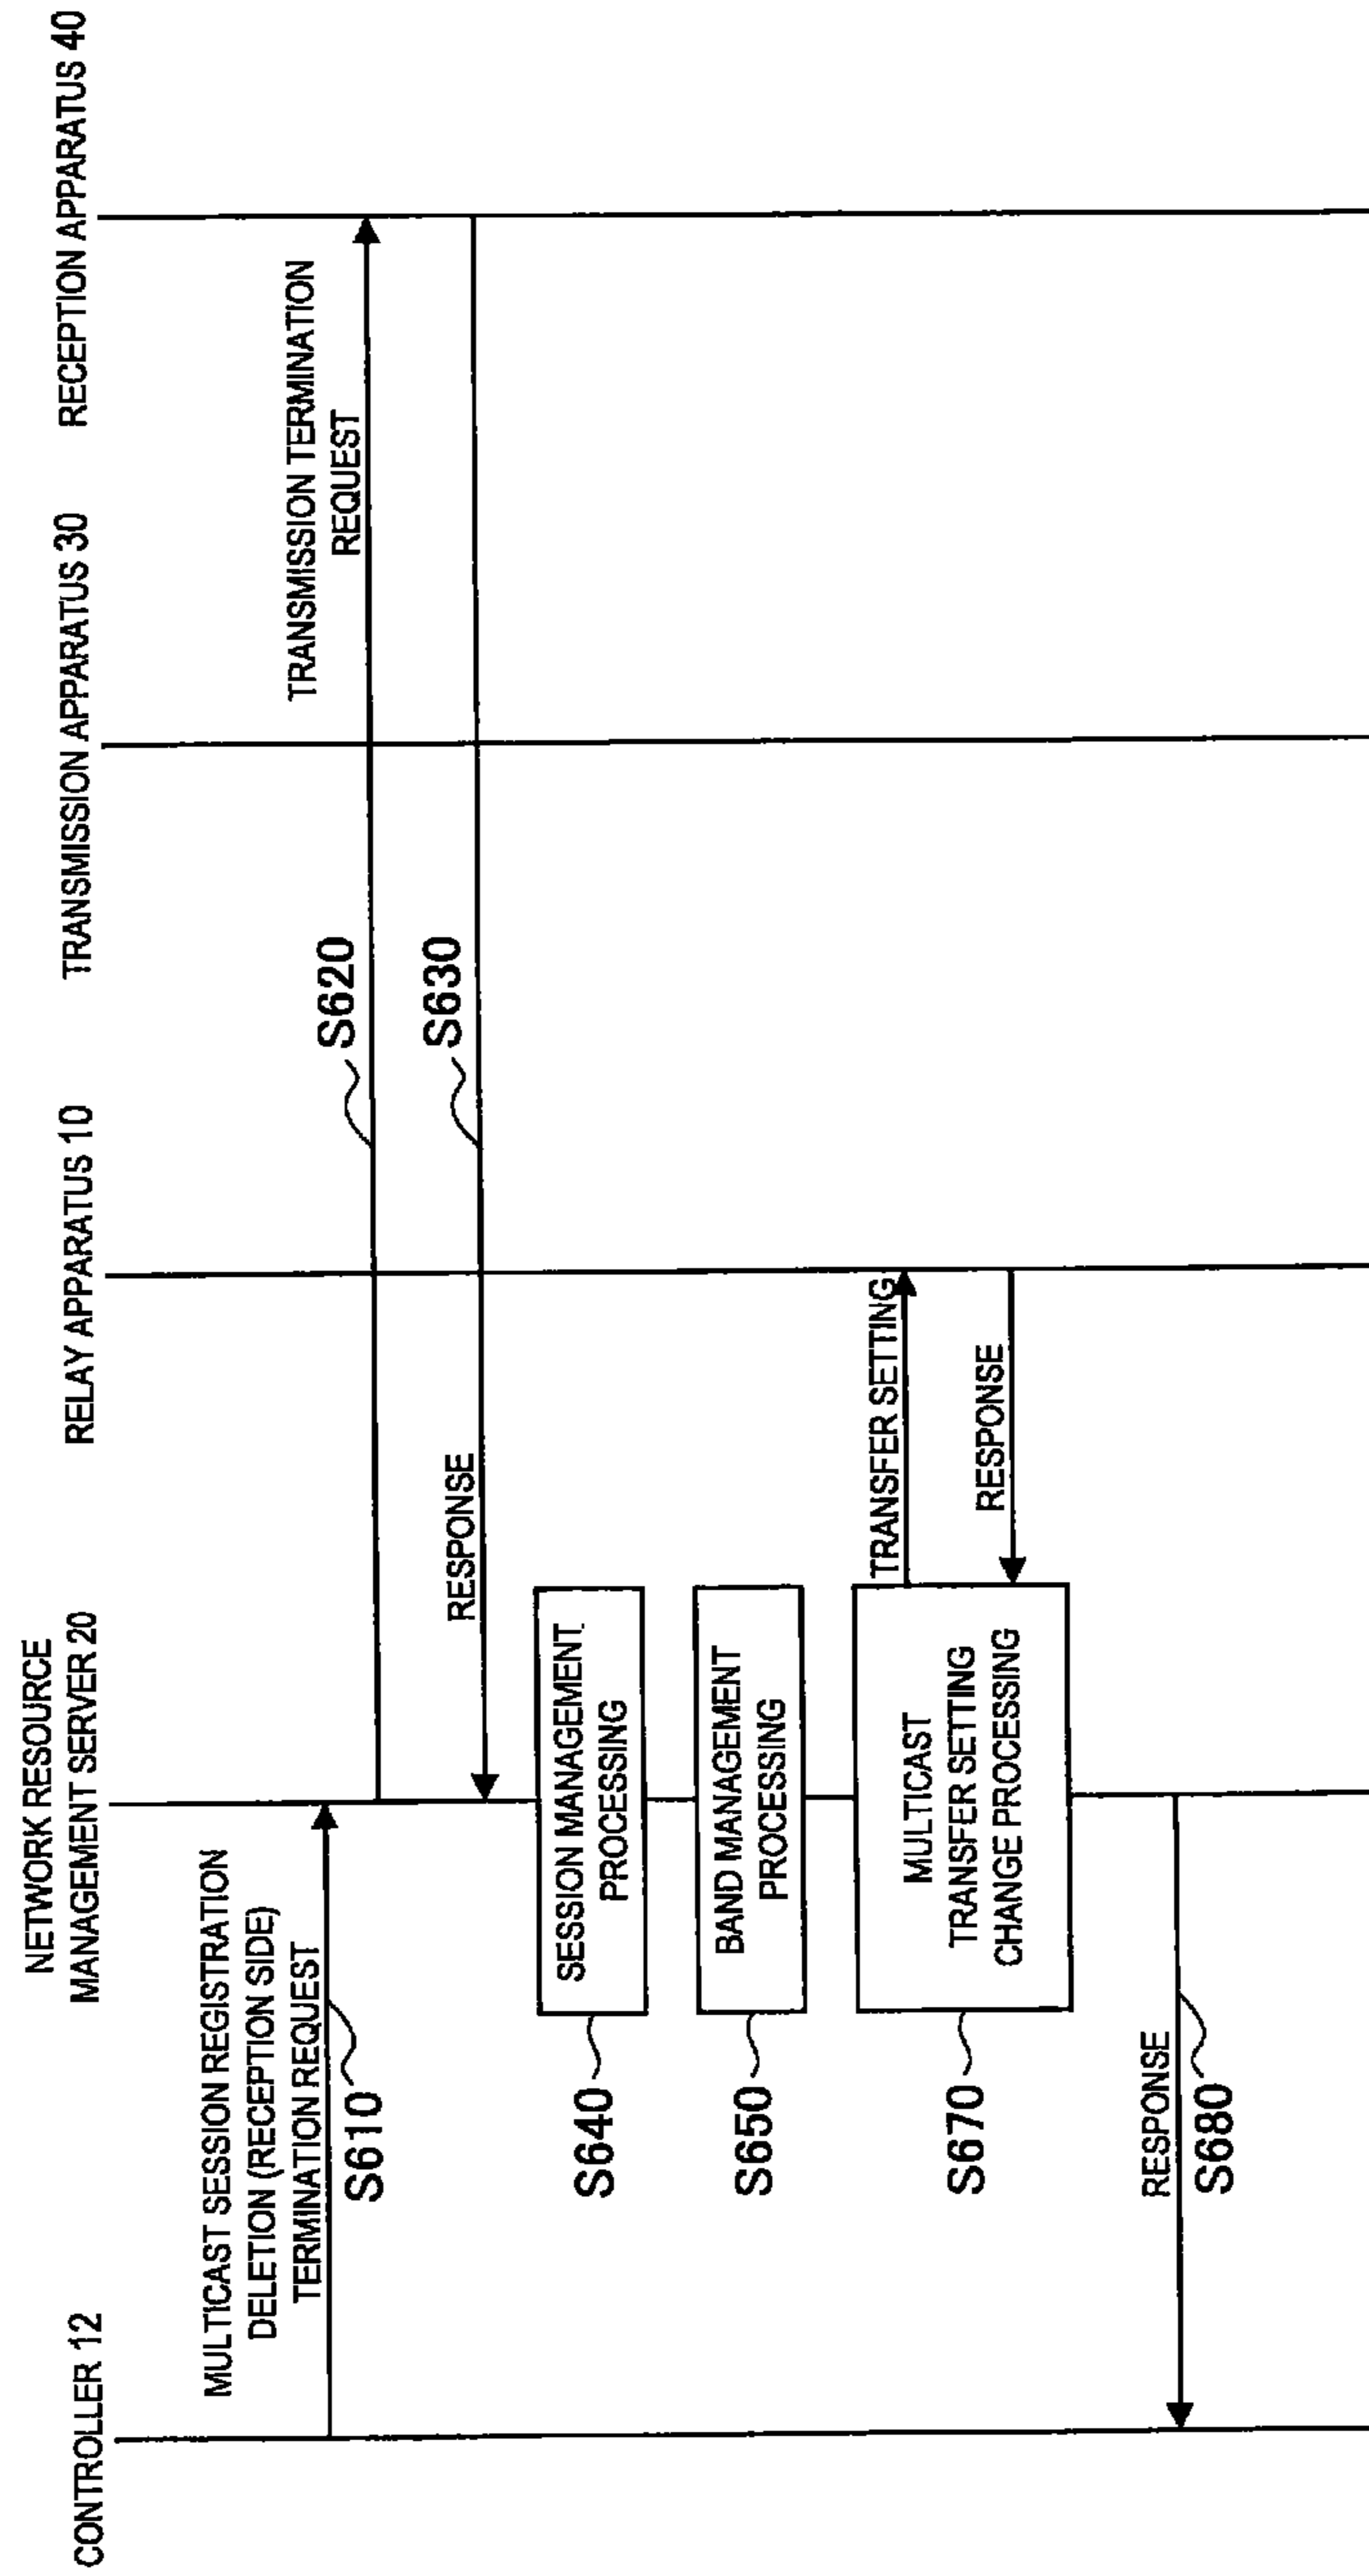 CONTROLLER 12
NETWORK RESOURCE
MANAGEMENT SERVER 20
RELAY APPARATUS 10
TRANSMISSION APPARATUS 30
RECEPTION APPARATUS 40
MULTICAST SESSION REGISTRATION
DELETION (RECEPTION SIDE)
TERMINATION REQUEST
S610
S620
TRANSMISSION TERMINATION
REQUEST
RESPONSE
S630
S640
SESSION MANAGEMENT
PROCESSING
S650
BAND MANAGEMENT
PROCESSING
S670
MULTICAST
TRANSFER SETTING
CHANGE PROCESSING
TRANSFER SETTING
RESPONSE
RESPONSE
S680